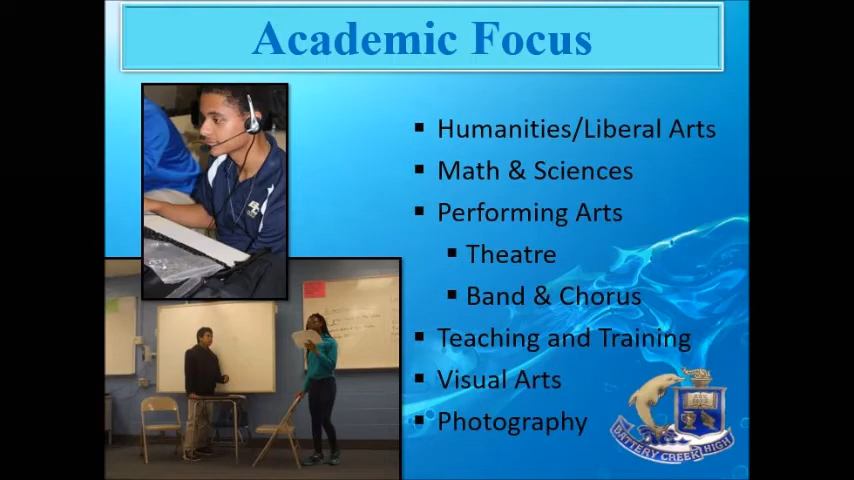 Academic Focus
Humanities/Liberal Arts
Math & Sciences
Performing Arts
Theatre
Band & Chorus
Teaching and Training
Visual Arts
Photography
BATTERY CREEK HIGH